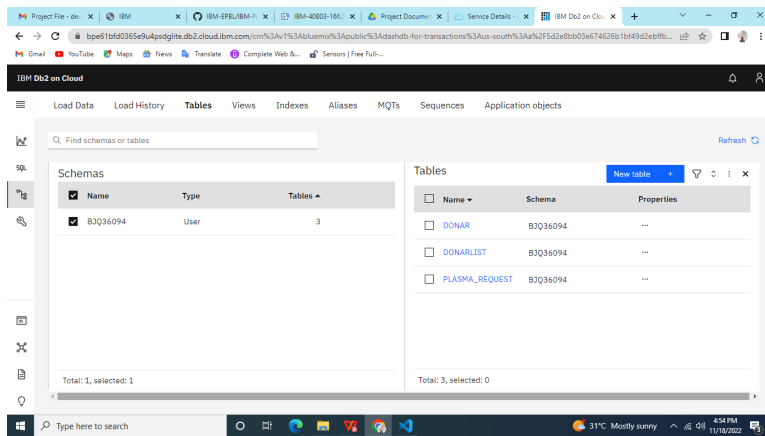 Project File - dev
IBM
IBM-EPBL/IBM-Pr
IBM-40803-1662
Project Documen
Service Details -
IBM Db2 on Clou
bpe61bfd0365e9u4psdglite.db2.cloud.ibm.com/crn%3Av1%3Abluemix%3Apublic%3Adashdb-for-transactions%3Aus-south%3Aa%2F5d2e8bb03e674626b1bf49d2ebffb...
Gmail YouTube Maps News Translate Complete Web &... Sensors | Free Full-...
IBM Db2 on Cloud
Load Data Load History Tables Views Indexes Aliases MQTs Sequences Application objects
Find schemas or tables
Refresh
SQL
Schemas
Name Type Tables
BJQ36094 User 3
Total: 1, selected: 1
Tables
New table +
Name Schema Properties
DONAR BJQ36094 ...
DONARLIST BJQ36094 ...
PLASMA_REQUEST BJQ36094 ...
Total: 3, selected: 0
Type here to search
31°C Mostly sunny
4:54 PM
11/18/2022
3